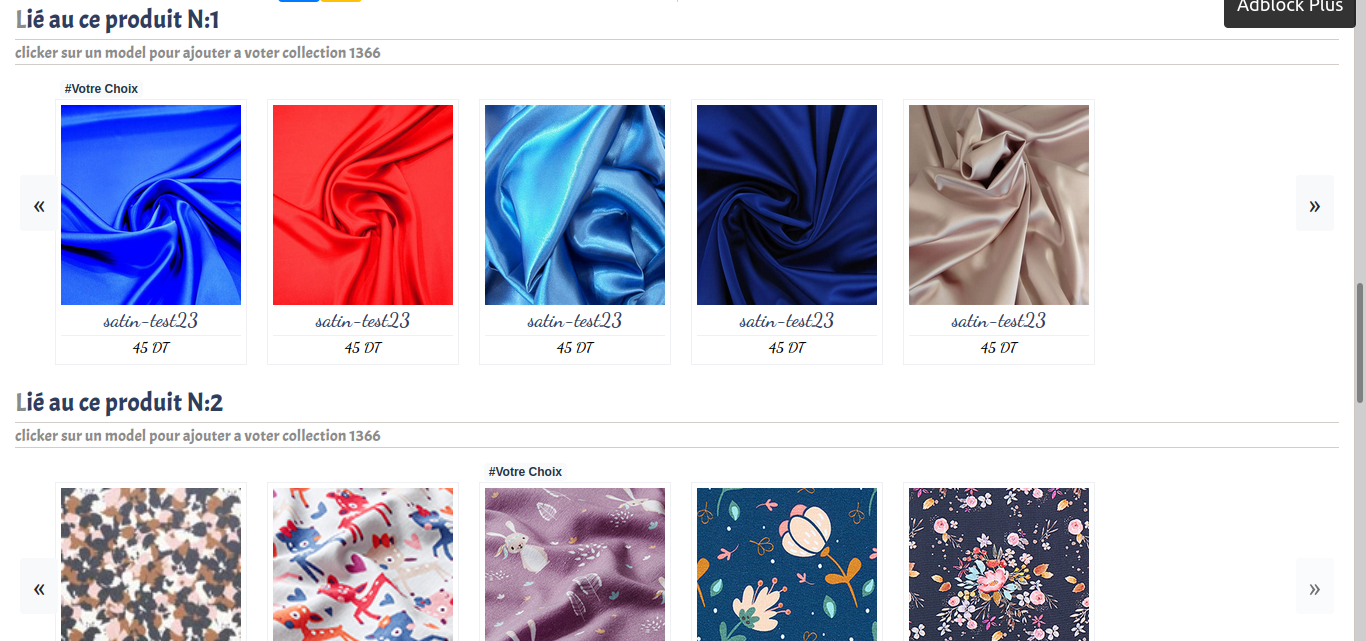 Adblock Plus
Lié au ce produit N:1
clicker sur un model pour ajouter a voter collection 1366
#Votre Choix
«
»
satin-test23
satin-test23
satin-test23
satin-test23
satin-test23
45 DT
45 DT
45 DT
45 DT
45 DT
Lié au ce produit N:2
clicker sur un model pour ajouter a voter collection 1366
#Votre Choix
«
»